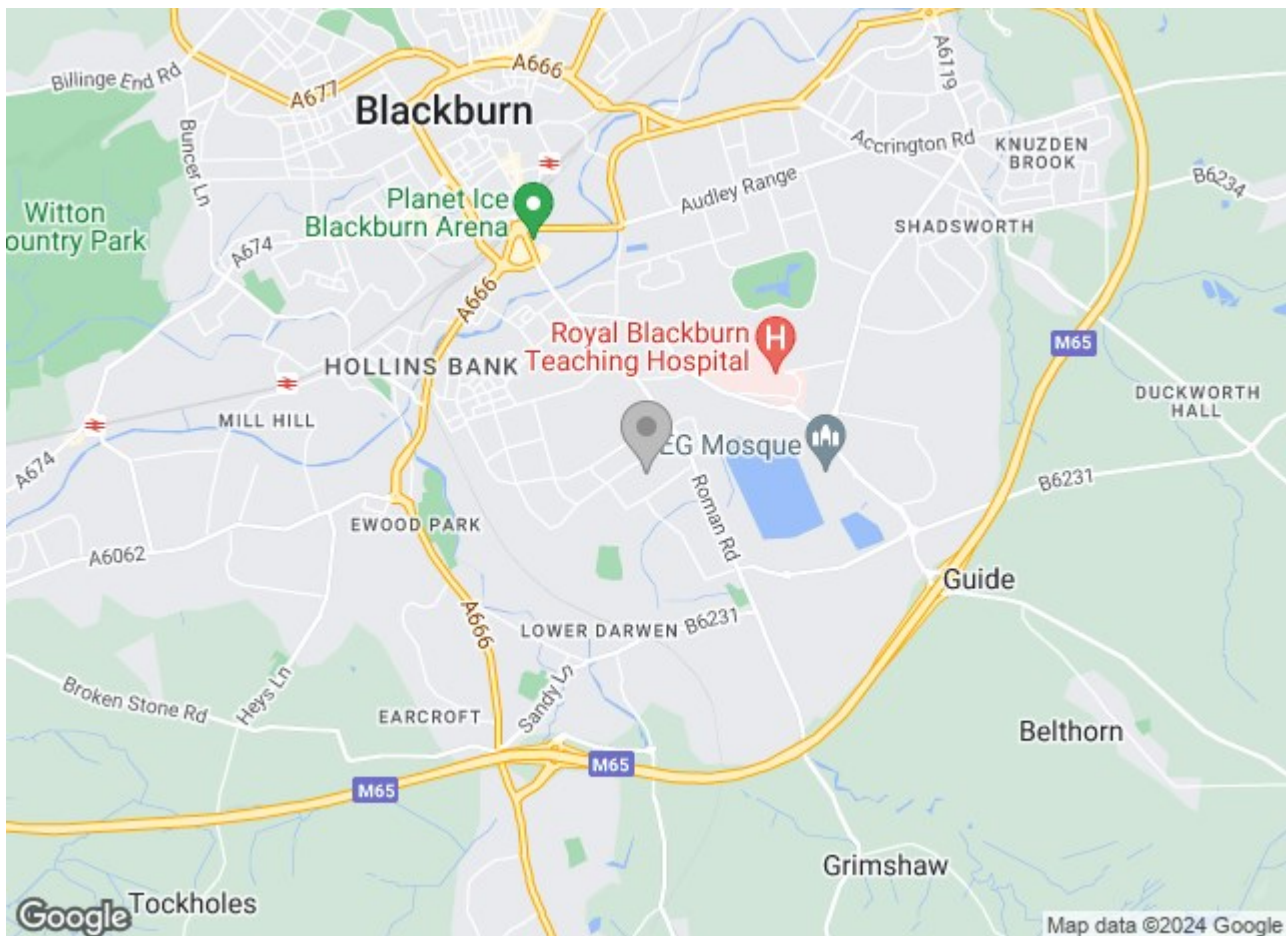 Billinge End Rd
A677
A666
A6119
Blackburn
Buncer Ln
Accrington Rd
KNUZDEN
BROOK
Audley Range
B6234
Witton
ountry Park
Planet Ice
Blackburn Arena
SHADSWORTH
A674
A666
Royal Blackburn
Teaching Hospital
H
M65
HOLLINS BANK
DUCKWORTH
HALL
MILL HILL
EG Mosque
A674
Roman Rd
B6231
EWOOD PARK
A6062
Guide
A666
LOWER DARWEN
B6231
Broken Stone Rd
Heys Ln
EARCROFT
Sandy Ln
Belthorn
M65
M65
Grimshaw
Tockholes
Google
Map data ©2024 Google